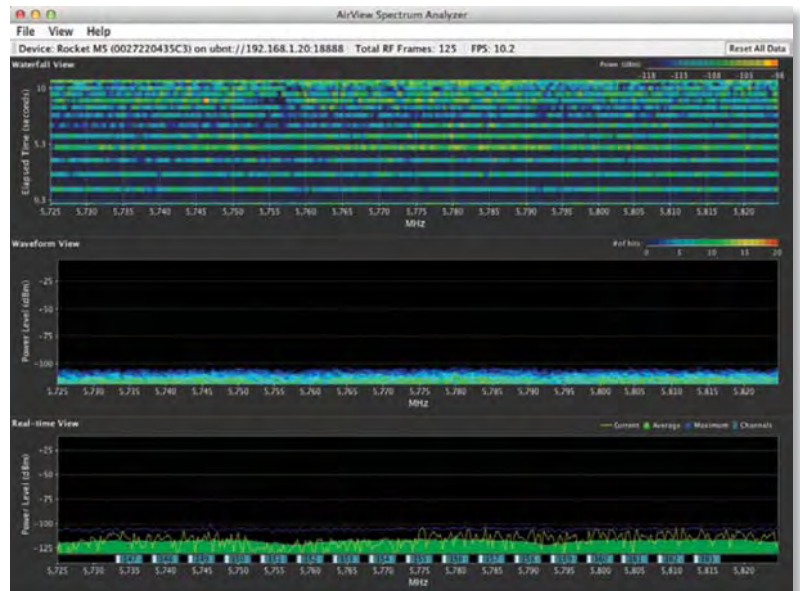 AirView Spectrum Analyzer
File View Help
Device: Rocket M5 (0027220435C3) on ubnt://192.168.1.20:18888 Total RF Frames: 125 FPS: 10.2 Reset All Data
Waterfall View
Power (dBm)
Elapsed Time (seconds)
10
5.3
0.3
5,725 5,730 5,735 5,740 5,745 5,750 5,755 5,760 5,765 5,770 5,775 5,780 5,785 5,790 5,795 5,800 5,805 5,810 5,815 5,820
MHz
Waveform View
# of hits
0 5 10 15 20
Power Level (dBm)
-25
-50
-75
-100
5,725 5,730 5,735 5,740 5,745 5,750 5,755 5,760 5,765 5,770 5,775 5,780 5,785 5,790 5,795 5,800 5,805 5,810 5,815 5,820
MHz
Real-time View
Current Average Maximum Channels
Power Level (dBm)
-25
-50
-75
-100
-125
5,725 5,730 5,735 5,740 5,745 5,750 5,755 5,760 5,765 5,770 5,775 5,780 5,785 5,790 5,795 5,800 5,805 5,810 5,815 5,820
MHz